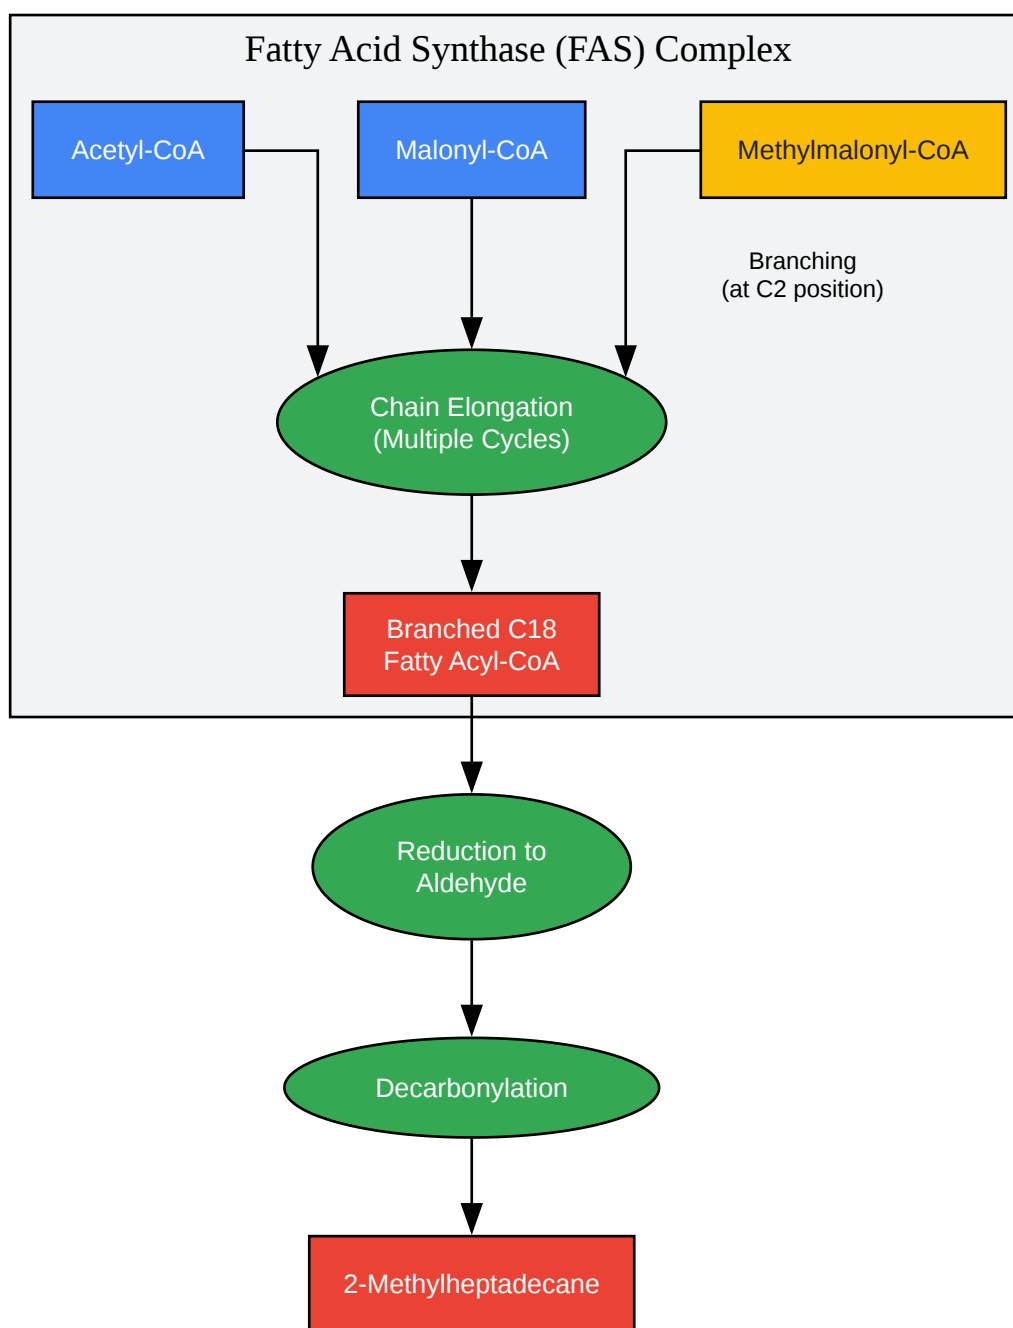 Fatty Acid Synthase (FAS) Complex
Acetyl-CoA
Malonyl-CoA
Methylmalonyl-CoA
Branching
(at C2 position)
Chain Elongation
(Multiple Cycles)
Branched C18
Fatty Acyl-CoA
Reduction to
Aldehyde
Decarbonylation
2-Methylheptadecane